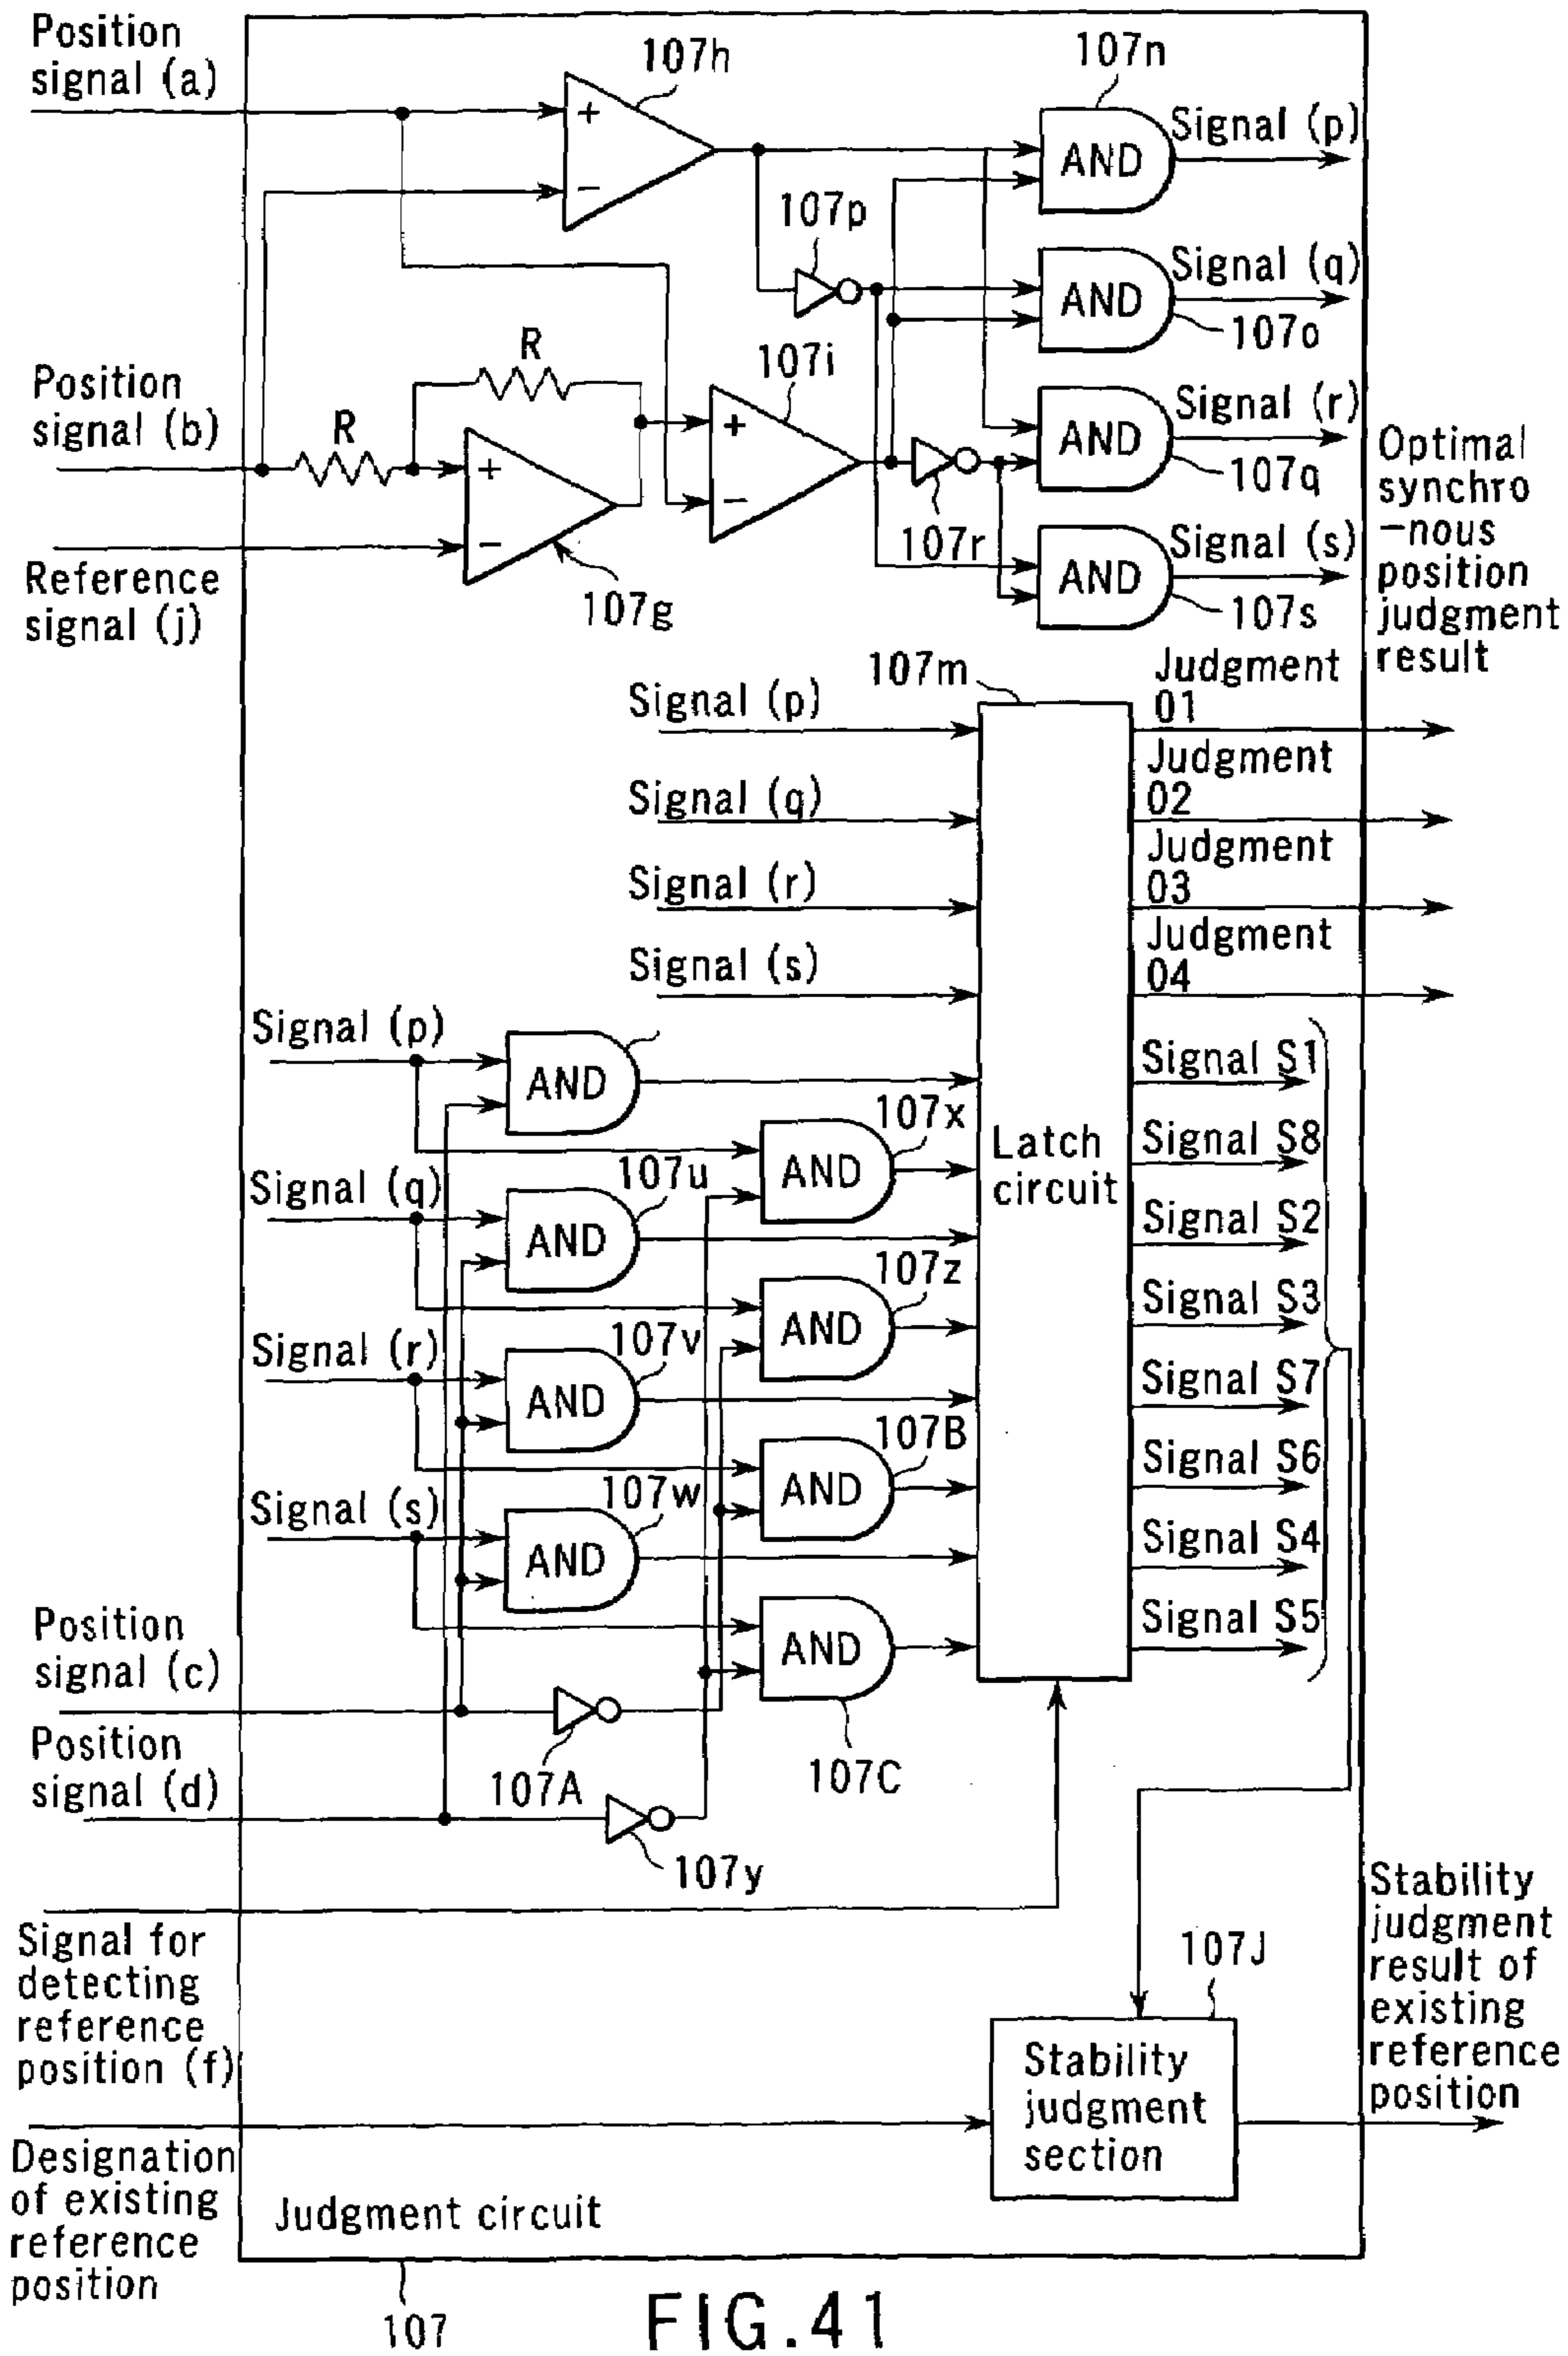 Position
signal (a)
107h
107n
+
−
AND
Signal (p)
107p
AND
Signal (q)
107o
R
107i
Position
signal (b)
R
+
−
+
−
AND
Signal (r)
107q
107r
Reference
signal (j)
107g
AND
Signal (s)
107s
Optimal
synchro
-nous
position
judgment
result
107m
Signal (p)
Judgment
01
Signal (q)
Judgment
02
Signal (r)
Judgment
03
Signal (s)
Judgment
04
Signal (p)
AND
Signal S1
107x
AND
Signal S8
Latch
circuit
Signal (q)
107u
AND
Signal S2
107z
AND
Signal S3
Signal (r)
107v
AND
Signal S7
107B
AND
Signal S6
Signal (s)
107w
AND
Signal S4
AND
Signal S5
107C
Position
signal (c)
107A
Position
signal (d)
107y
Signal for
detecting
reference
position (f)
107J
Stability
judgment
section
Stability
judgment
result of
existing
reference
position
Designation
of existing
reference
position
Judgment circuit
107
FIG.41